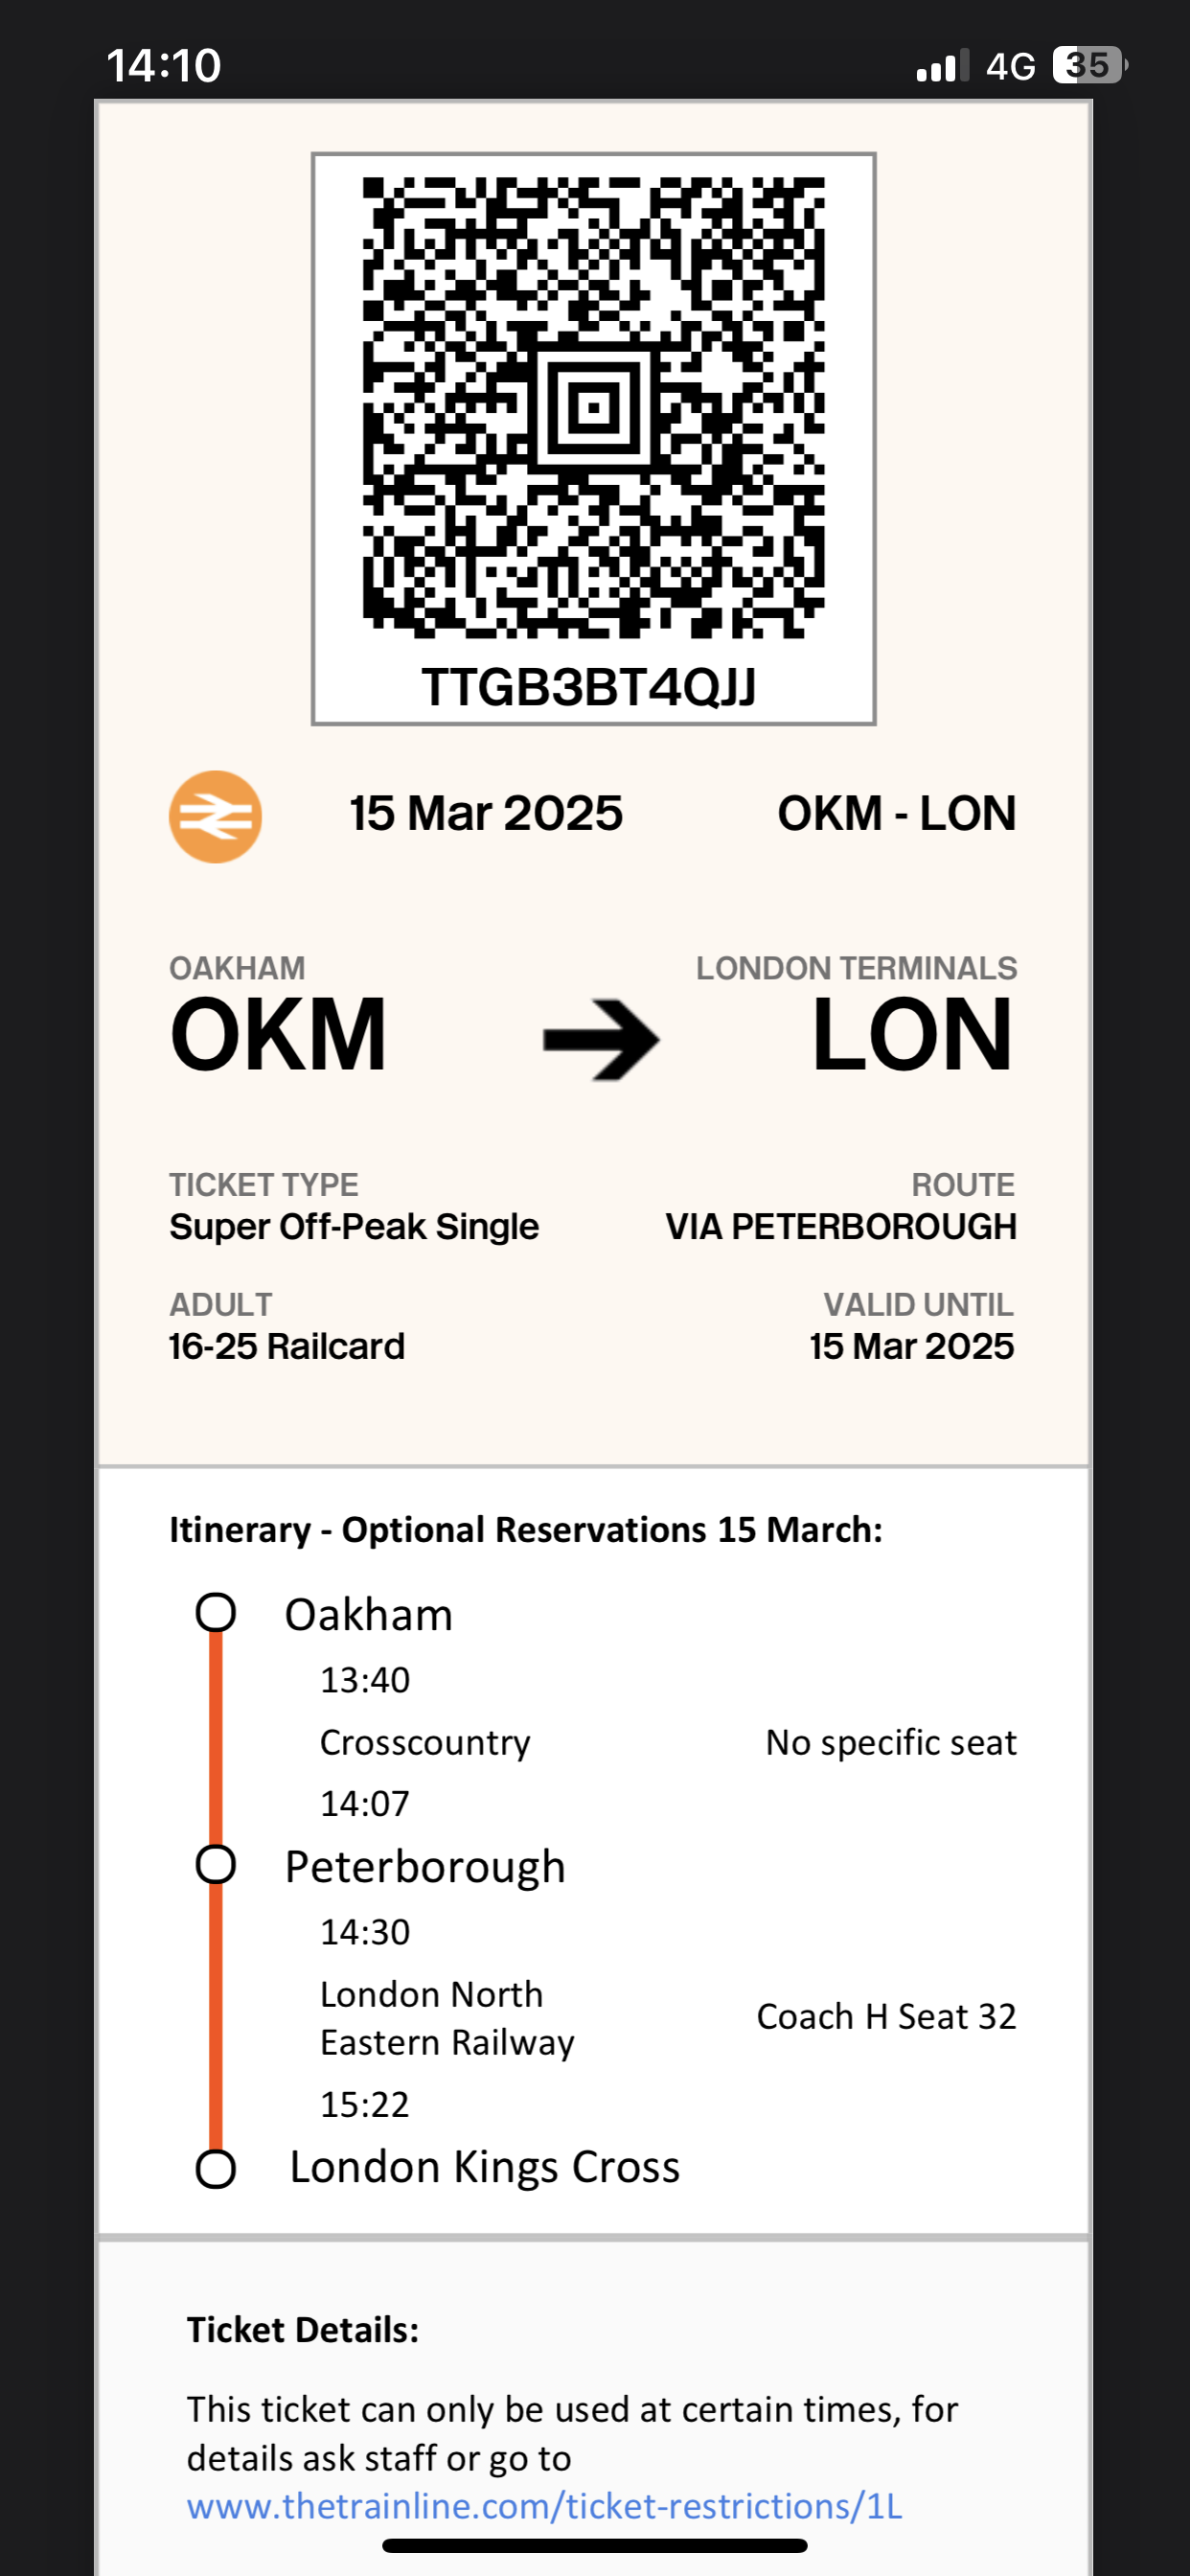 14:10 4G 35
TTGB3BT4QJJ
15 Mar 2025 OKM - LON
OAKHAM LONDON TERMINALS
OKM LON
TICKET TYPE ROUTE
Super Off-Peak Single VIA PETERBOROUGH
ADULT VALID UNTIL
16-25 Railcard 15 Mar 2025
Itinerary - Optional Reservations 15 March:
Oakham
13:40
Crosscountry No specific seat
14:07
Peterborough
14:30
London North
Eastern Railway Coach H Seat 32
15:22
London Kings Cross
Ticket Details:
This ticket can only be used at certain times, for
details ask staff or go to
www.thetrainline.com/ticket-restrictions/1L